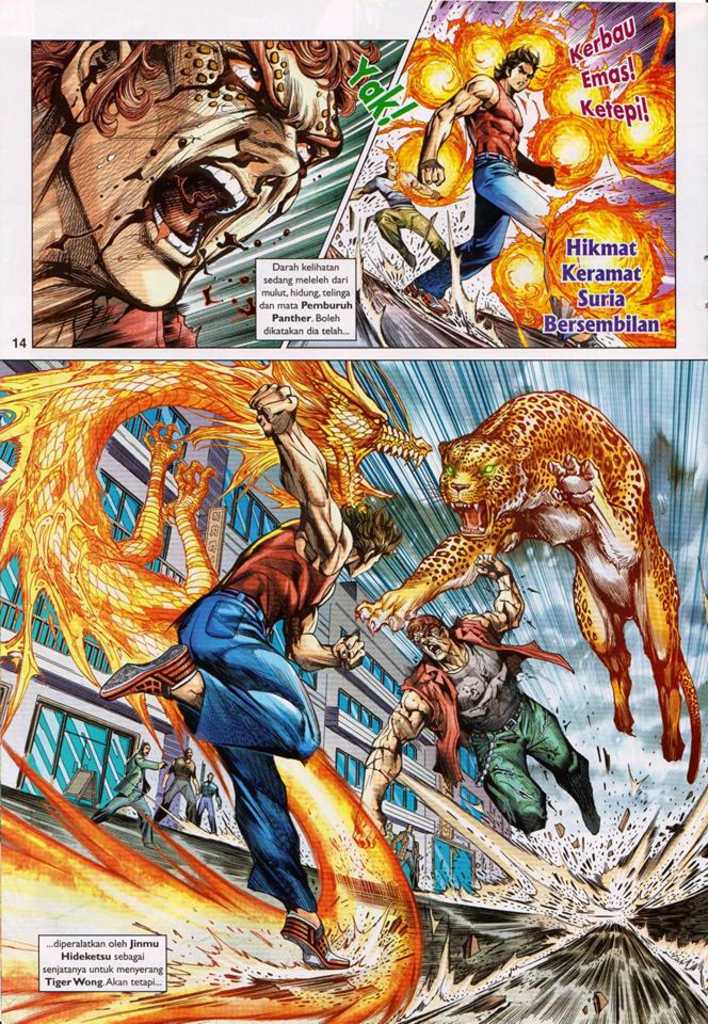 Yak!
Kerbau
Emas!
Ketepi!
Hikmat
Keramat
Suria
Bersembilan
Darah kelihatan
sedang meleleh dari
mulut, hidung, telinga
dan mata Pemburuh
Panther. Boleh
dikatakan dia telah...
14
...diperalatkan oleh Jinmu
Hideketsu sebagai
senjatanya untuk menyerang
Tiger Wong. Akan tetapi...